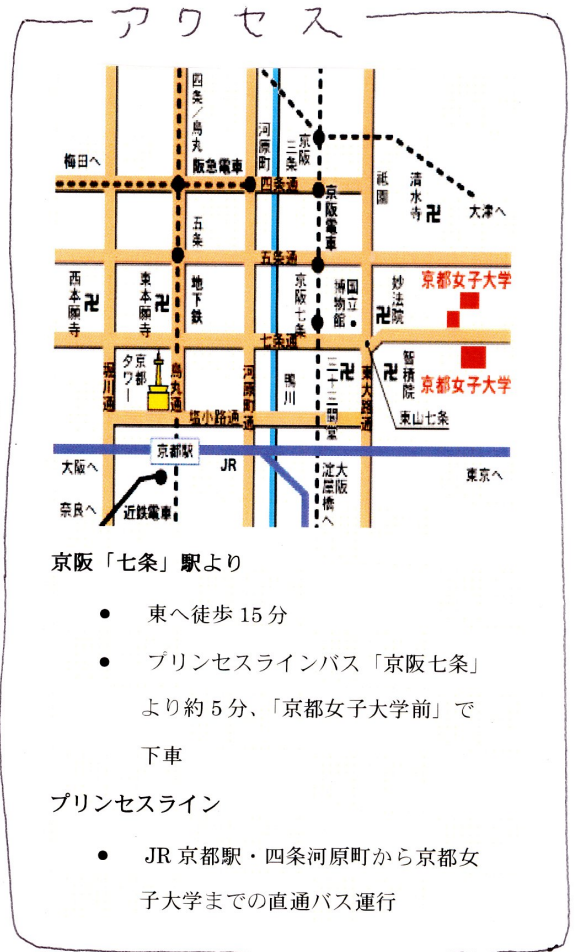 アクセス
四条/烏丸
河原町
京阪三条
梅田へ
阪急電車
四条通
京阪電車
祇園
清水寺
大津へ
五条
五条通
西本願寺
東本願寺
地下鉄
京阪七条
国立博物館
妙法院
京都女子大学
七条通
京都タワー
堀川通
烏丸通
河原町通
鴨川
三十三間堂
東大路通
智積院
京都女子大学
東山七条
塩小路通
京都駅
大阪へ
JR
東京へ
奈良へ
近鉄電車
大阪淀屋橋へ
京阪「七条」駅より
● 東へ徒歩 15 分
● プリンセスラインバス「京阪七条」
より約 5 分、「京都女子大学前」で
下車
プリンセスライン
● JR 京都駅・四条河原町から京都女
子大学までの直通バス運行